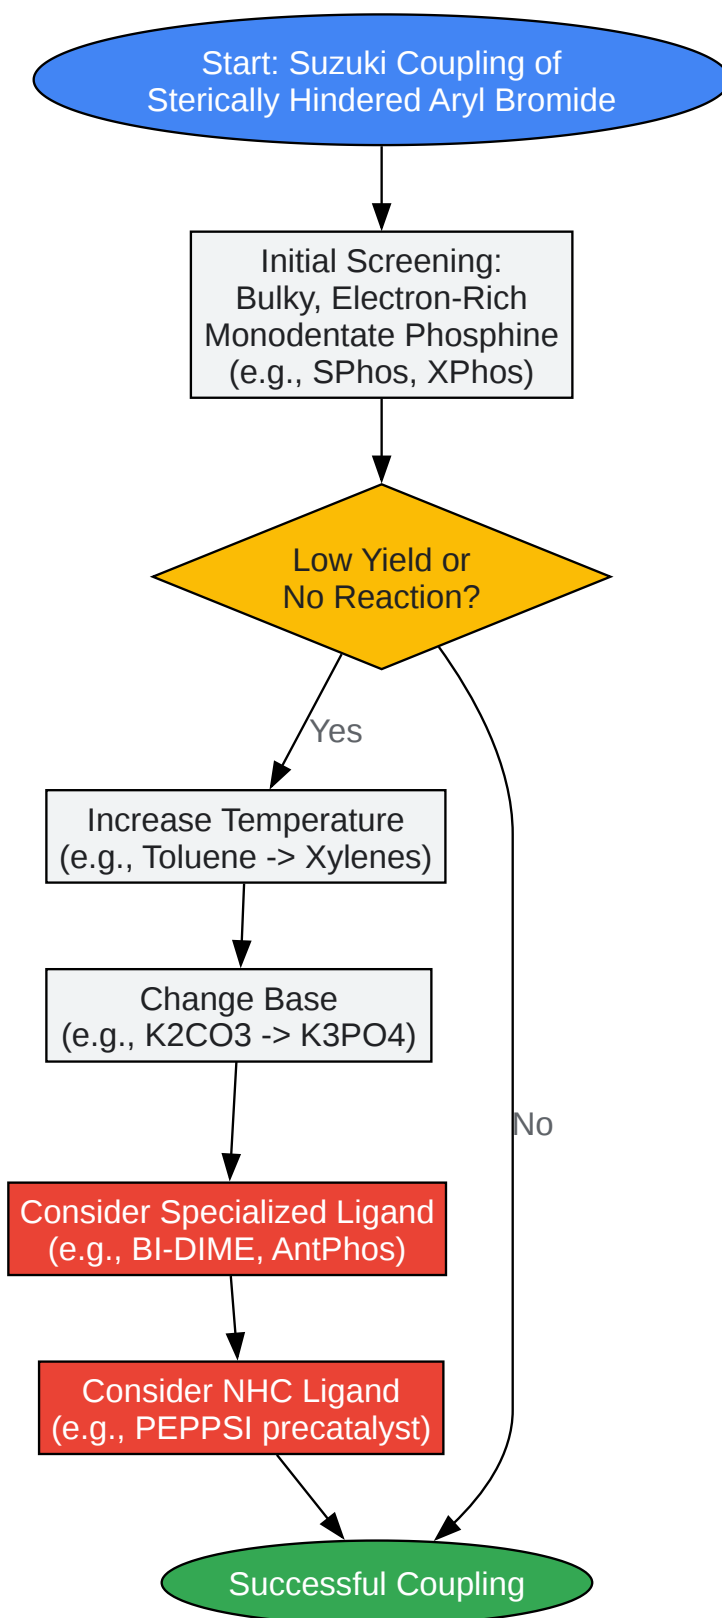 Start: Suzuki Coupling of
Sterically Hindered Aryl Bromide
Initial Screening:
Bulky, Electron-Rich
Monodentate Phosphine
(e.g., SPhos, XPhos)
Low Yield or
No Reaction?
Yes
Increase Temperature
(e.g., Toluene -> Xylenes)
Change Base
(e.g., K2CO3 -> K3PO4)
No
Consider Specialized Ligand
(e.g., BI-DIME, AntPhos)
Consider NHC Ligand
(e.g., PEPPSI precatalyst)
Successful Coupling